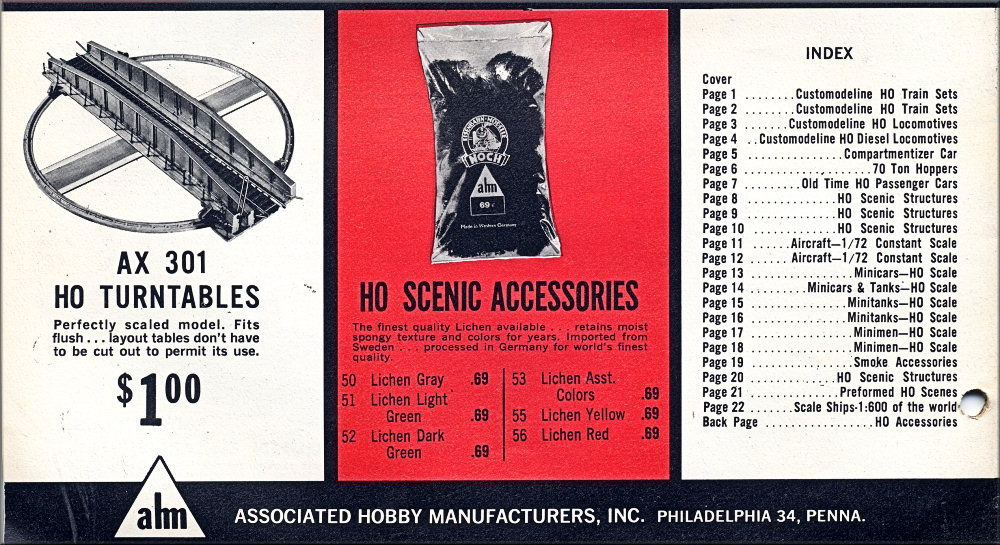 AX 301
HO TURNTABLES
Perfectly scaled model. Fits
flush . . . layout tables don't have
to be cut out to permit its use.
$1.00
EISENBAHN-MODELLE
NOCH
ahm
69¢
Made in Western Germany
HO SCENIC ACCESSORIES
The finest quality Lichen available . . . retains moist
spongy texture and colors for years. Imported from
Sweden . . . processed in Germany for world's finest
quality.
50 Lichen Gray .69
51 Lichen Light
Green .69
52 Lichen Dark
Green .69
53 Lichen Asst.
Colors .69
55 Lichen Yellow .69
56 Lichen Red .69
INDEX
Cover
Page 1 ........Customodeline HO Train Sets
Page 2 ........Customodeline HO Train Sets
Page 3 .......Customodeline HO Locomotives
Page 4 ..Customodeline HO Diesel Locomotives
Page 5 ...............Compartmentizer Car
Page 6 ....................70 Ton Hoppers
Page 7 .........Old Time HO Passenger Cars
Page 8 ..............HO Scenic Structures
Page 9 ..............HO Scenic Structures
Page 10 ..............HO Scenic Structures
Page 11 ......Aircraft—1/72 Constant Scale
Page 12 ......Aircraft—1/72 Constant Scale
Page 13 ................Minicars—HO Scale
Page 14 .........Minicars & Tanks—HO Scale
Page 15 ...............Minitanks—HO Scale
Page 16 ...............Minitanks—HO Scale
Page 17 ................Minimen—HO Scale
Page 18 ................Minimen—HO Scale
Page 19 ................Smoke Accessories
Page 20 ..............HO Scenic Structures
Page 21 ..............Preformed HO Scenes
Page 22 .......Scale Ships-1:600 of the world
Back Page ..................HO Accessories
ahm
ASSOCIATED HOBBY MANUFACTURERS, INC. PHILADELPHIA 34, PENNA.